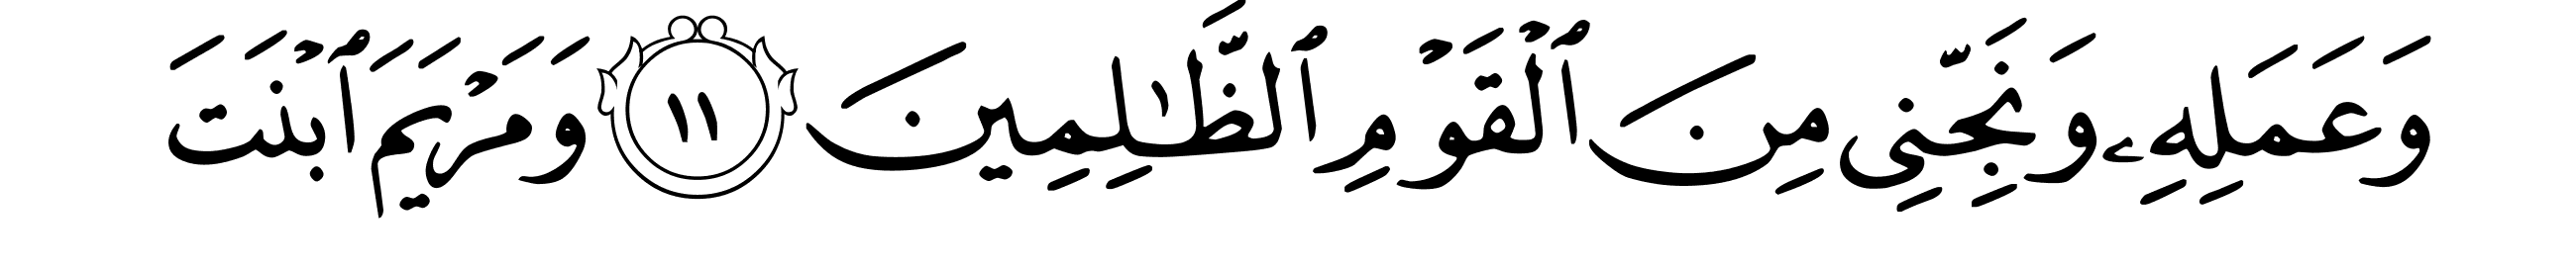 وَعَمَلِهِۦ وَنَجِّنِى مِنَ ٱلْقَوْمِ ٱلظَّـٰلِمِينَ ١١ وَمَرْيَمَ ٱبْنَتَ